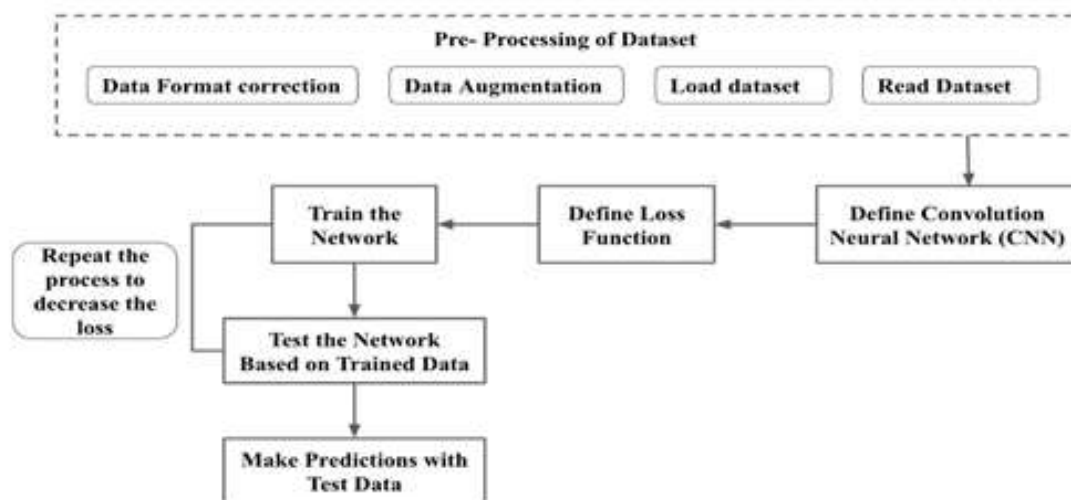 Pre- Processing of Dataset
Data Format correction
Data Augmentation
Load dataset
Read Dataset
Train the
Network
Define Loss
Function
Define Convolution
Neural Network (CNN)
Repeat the
process to
decrease the
loss
Test the Network
Based on Trained Data
Make Predictions with
Test Data